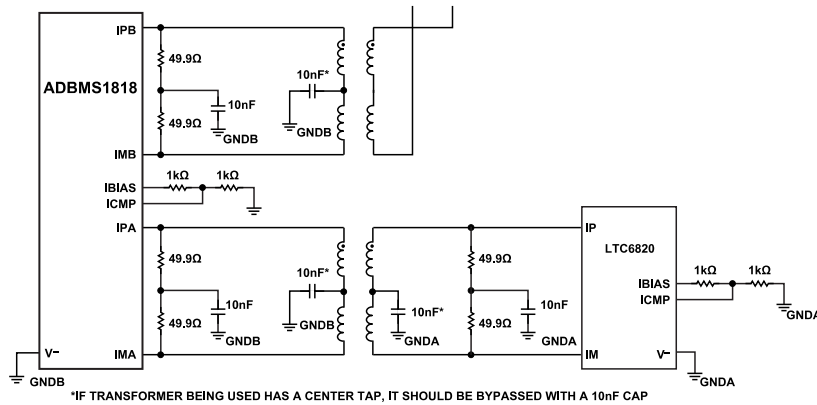 IPB
49.9Ω
ADBMS1818
10nF*
10nF
49.9Ω
GNDB
GNDB
IMB
1kΩ 1kΩ
IBIAS
ICMP
IPA
IP
LTC6820
49.9Ω
10nF*
49.9Ω
1kΩ 1kΩ
IBIAS
10nF
10nF*
10nF
ICMP
49.9Ω
GNDB
GNDB
GNDA
49.9Ω
GNDA
GNDA
V–
IMA
IM
V–
GNDB
GNDA
*IF TRANSFORMER BEING USED HAS A CENTER TAP, IT SHOULD BE BYPASSED WITH A 10nF CAP